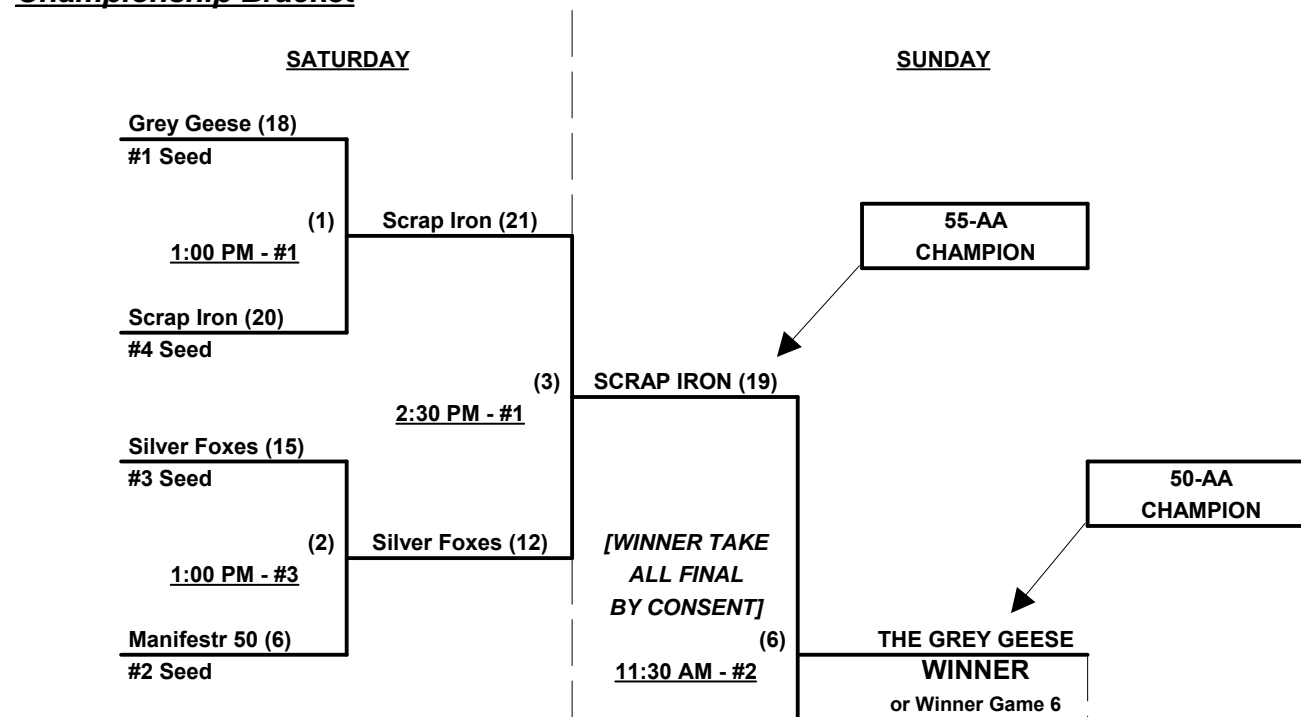 Championship Bracket
SATURDAY
SUNDAY
Grey Geese (18)
#1 Seed
(1)
1:00 PM - #1
Scrap Iron (21)
Scrap Iron (20)
#4 Seed
55-AA
CHAMPION
(3)
2:30 PM - #1
SCRAP IRON (19)
Silver Foxes (15)
#3 Seed
(2)
1:00 PM - #3
Silver Foxes (12)
Manifestr 50 (6)
#2 Seed
[WINNER TAKE
ALL FINAL
BY CONSENT]
(6)
11:30 AM - #2
50-AA
CHAMPION
THE GREY GEESE
WINNER
or Winner Game 6